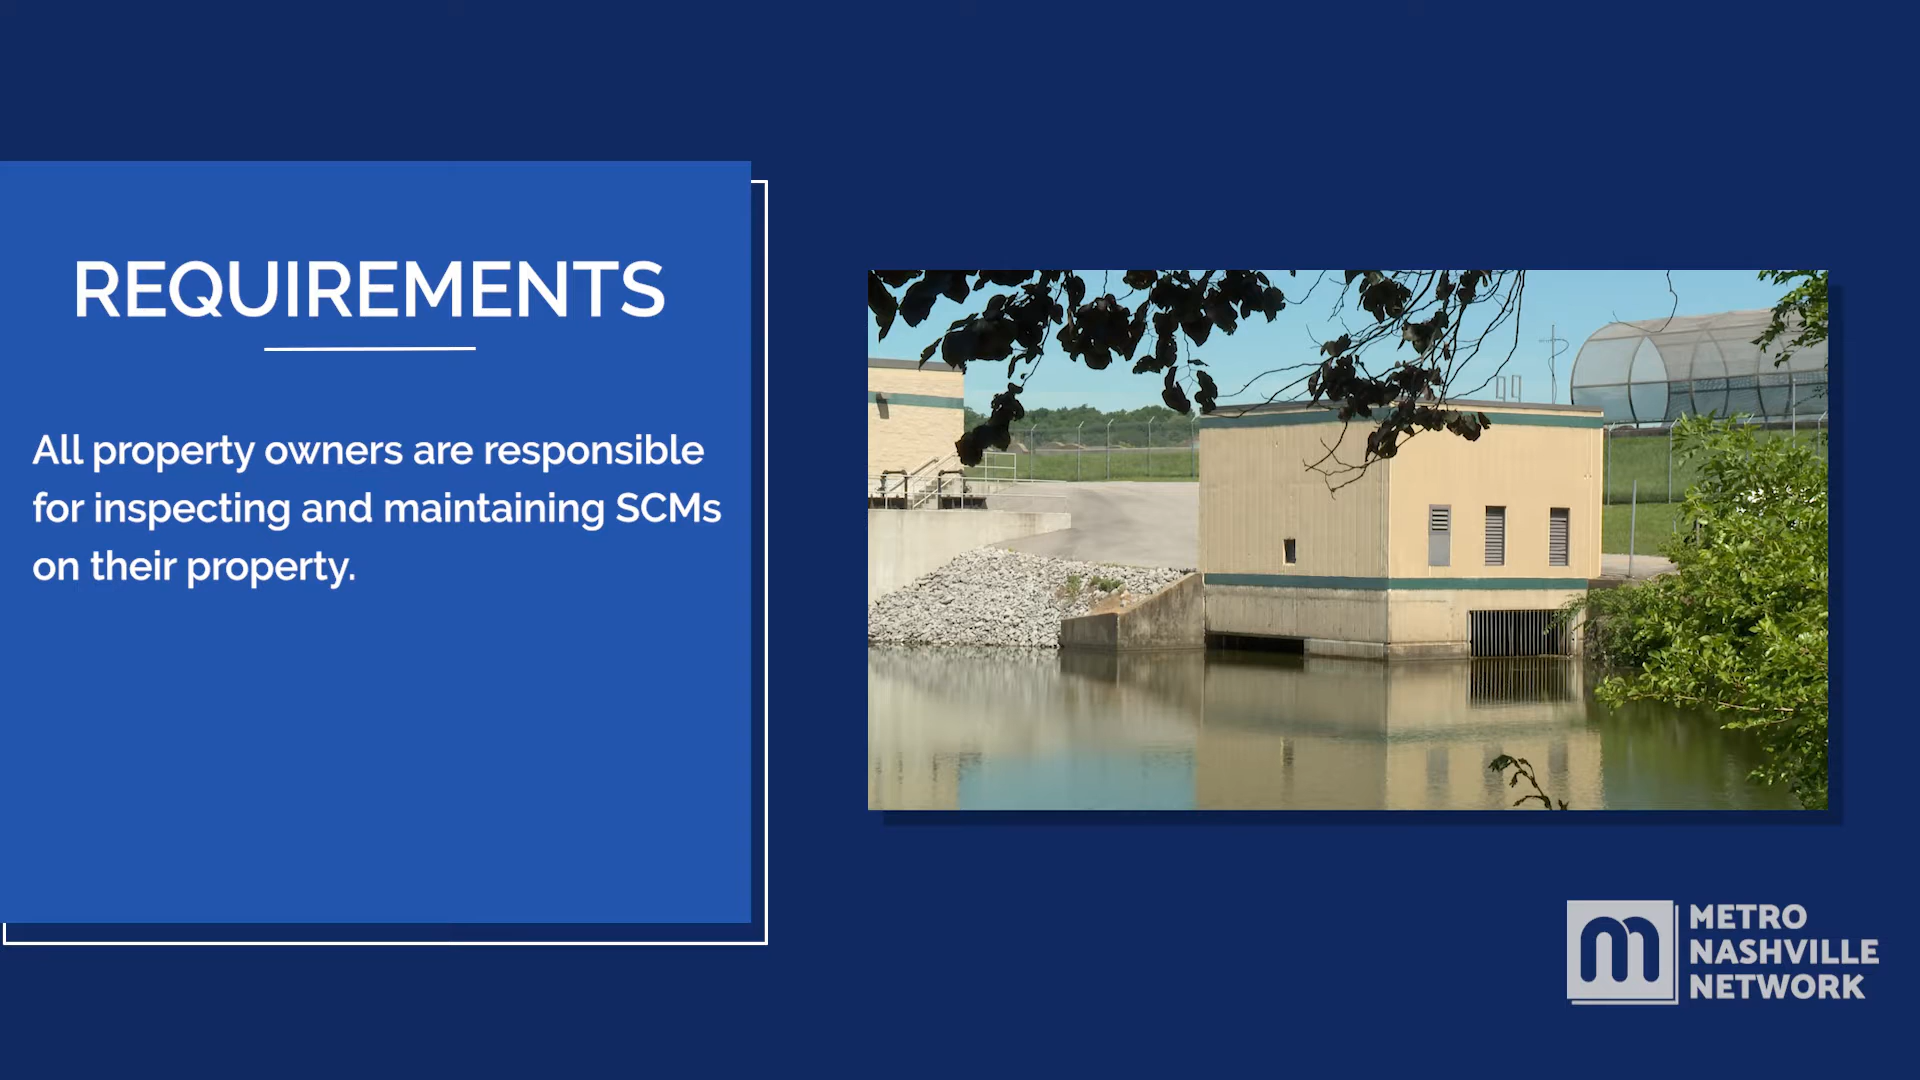 REQUIREMENTS
All property owners are responsible
for inspecting and maintaining SCMs
on their property.
METRO
NASHVILLE
NETWORK